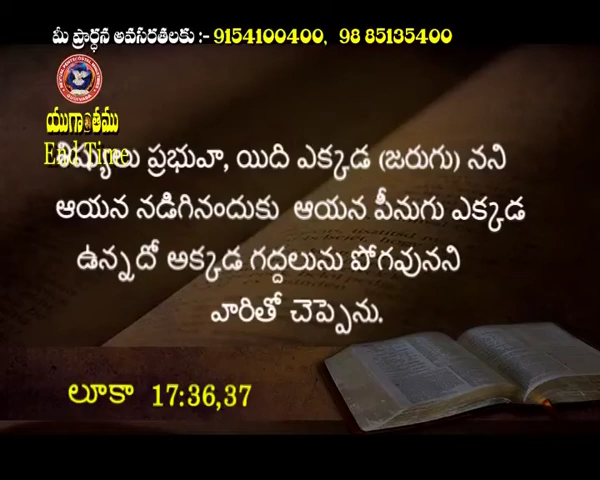 మీ ప్రార్థన అవసరతలకు :- 9154100400, 98 85135400
యుగాంతము
End Time
శిష్యులు ప్రభువా, యిది ఎక్కడ (జరుగు) నని
ఆయన నడిగినందుకు ఆయన పీనుగు ఎక్కడ
ఉన్నదో అక్కడ గద్దలును పోగవునని
వారితో చెప్పెను.
లూకా 17:36,37